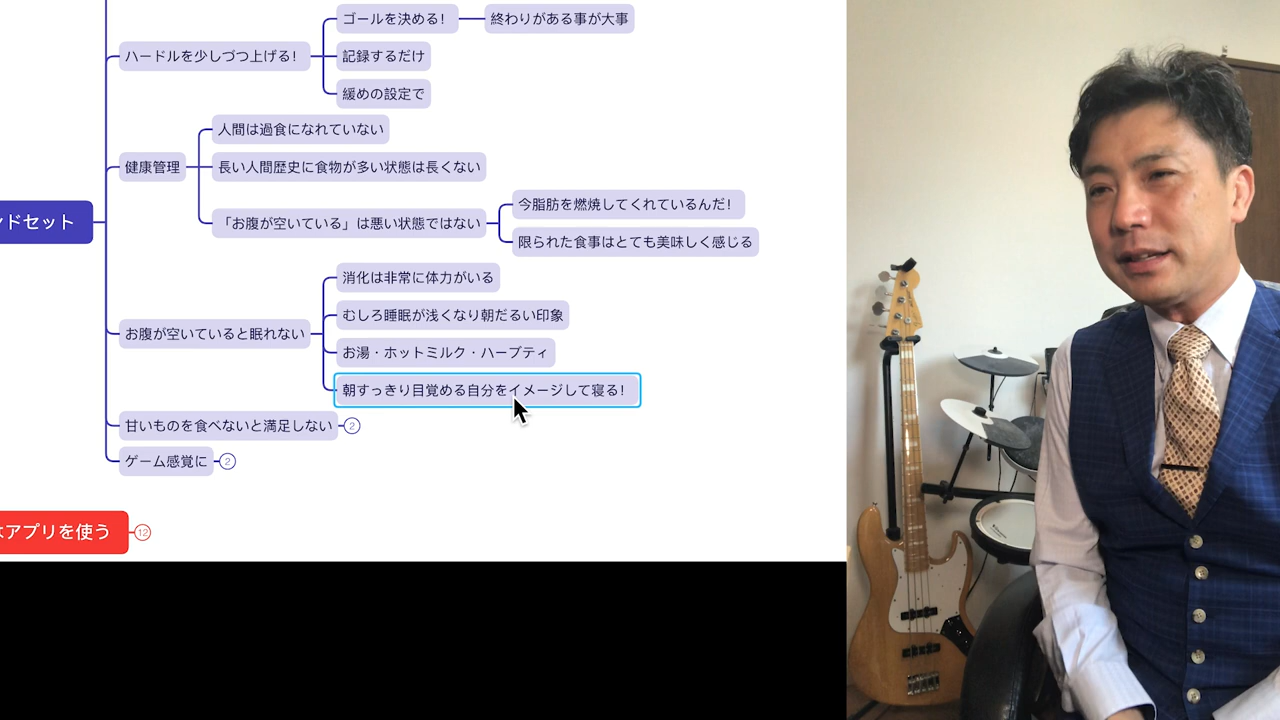 ゴールを決める！
終わりがある事が大事
ハードルを少しづつ上げる！
記録するだけ
緩めの設定で
人間は過食になれていない
健康管理
長い人間歴史に食物が多い状態は長くない
今脂肪を燃焼してくれているんだ！
ンドセット
「お腹が空いている」は悪い状態ではない
限られた食事はとても美味しく感じる
消化は非常に体力がいる
むしろ睡眠が浅くなり朝だるい印象
お腹が空いていると眠れない
お湯・ホットミルク・ハーブティ
朝すっきり目覚める自分をイメージして寝る！
甘いものを食べないと満足しない
2
ゲーム感覚に
2
はアプリを使う
12